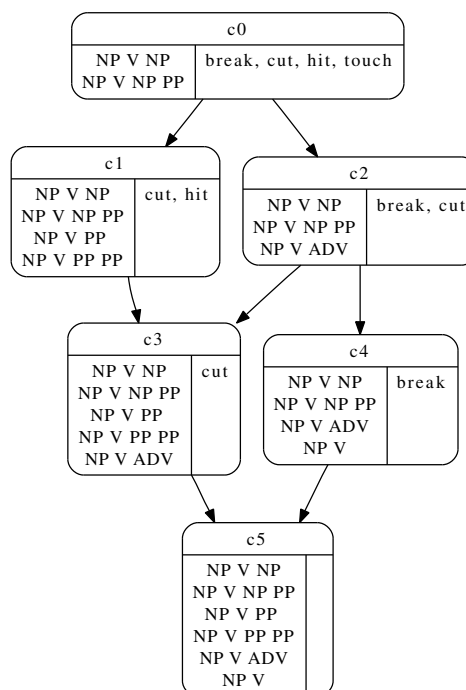 c0
NP V NP
NP V NP PP
break, cut, hit, touch
c1
NP V NP
NP V NP PP
NP V PP
NP V PP PP
cut, hit
c2
NP V NP
NP V NP PP
NP V ADV
break, cut
c3
NP V NP
NP V NP PP
NP V PP
NP V PP PP
NP V ADV
cut
c4
NP V NP
NP V NP PP
NP V ADV
NP V
break
c5
NP V NP
NP V NP PP
NP V PP
NP V PP PP
NP V ADV
NP V